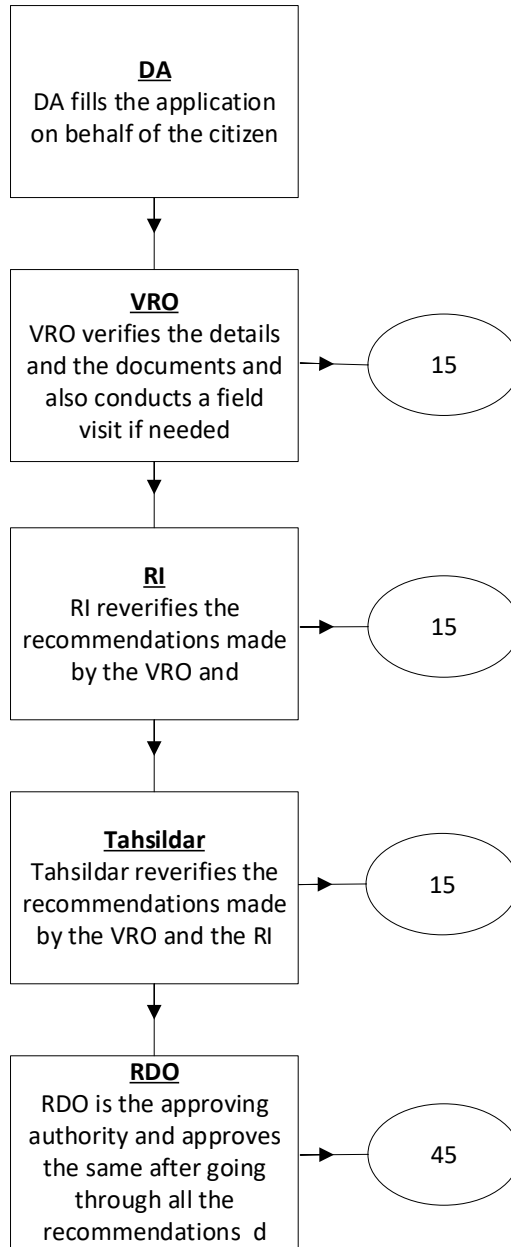 DA
DA fills the application
on behalf of the citizen
VRO
VRO verifies the details
and the documents and
also conducts a field
visit if needed
15
RI
RI reverifies the
recommendations made
by the VRO and
15
Tahsildar
Tahsildar reverifies the
recommendations made
by the VRO and the RI
15
RDO
RDO is the approving
authority and approves
the same after going
through all the
recommendations d
45